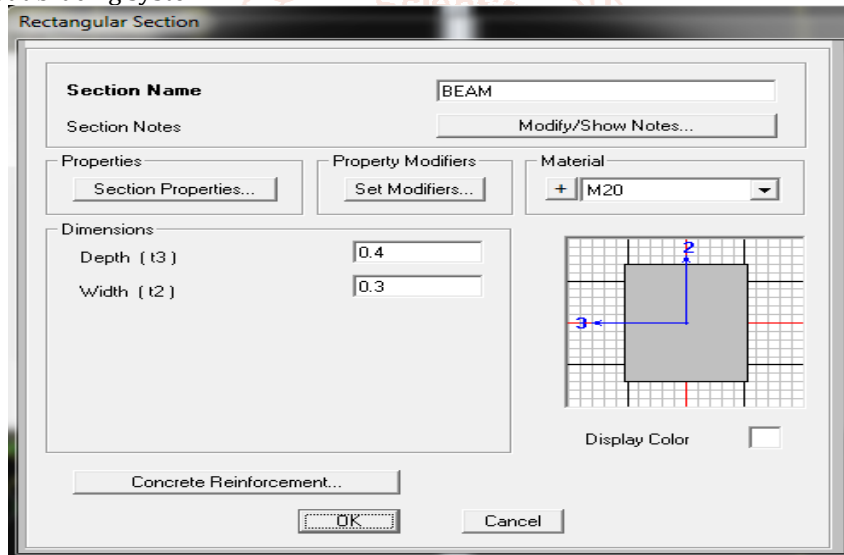 Rectangular Section
Section Name BEAM
Section Notes Modify/Show Notes...
Properties Property Modifiers Material
Section Properties... Set Modifiers... + M20
Dimensions
Depth ( t3 ) 0.4
Width ( t2 ) 0.3
2
3
Display Color
Concrete Reinforcement...
OK Cancel